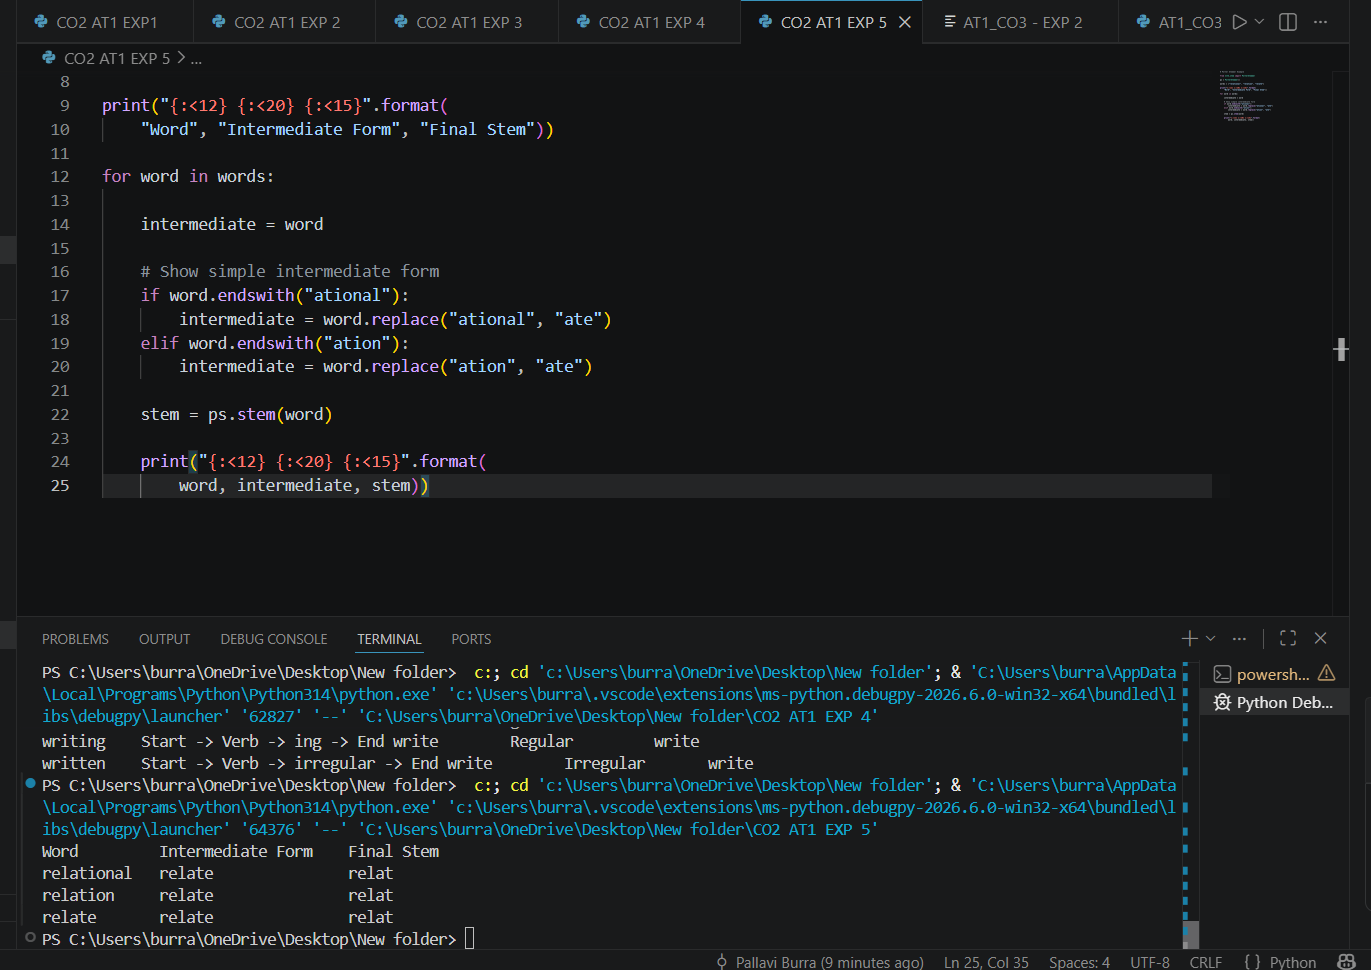 CO2 AT1 EXP1 CO2 AT1 EXP 2 CO2 AT1 EXP 3 CO2 AT1 EXP 4 CO2 AT1 EXP 5 AT1_CO3 - EXP 2 AT1_CO3
CO2 AT1 EXP 5 > ...
8
9 print("{:<12} {:<20} {:<15}".format(
10 "Word", "Intermediate Form", "Final Stem"))
11
12 for word in words:
13
14 intermediate = word
15
16 # Show simple intermediate form
17 if word.endswith("ational"):
18 intermediate = word.replace("ational", "ate")
19 elif word.endswith("ation"):
20 intermediate = word.replace("ation", "ate")
21
22 stem = ps.stem(word)
23
24 print("{:<12} {:<20} {:<15}".format(
25 word, intermediate, stem))
PROBLEMS OUTPUT DEBUG CONSOLE TERMINAL PORTS
PS C:\Users\burra\OneDrive\Desktop\New folder> c:; cd 'c:\Users\burra\OneDrive\Desktop\New folder'; & 'C:\Users\burra\AppData
\Local\Programs\Python\Python314\python.exe' 'c:\Users\burra\.vscode\extensions\ms-python.debugpy-2026.6.0-win32-x64\bundled\l
ibs\debugpy\launcher' '62827' '--' 'C:\Users\burra\OneDrive\Desktop\New folder\CO2 AT1 EXP 4'
writing Start -> Verb -> ing -> End write Regular write
written Start -> Verb -> irregular -> End write Irregular write
PS C:\Users\burra\OneDrive\Desktop\New folder> c:; cd 'c:\Users\burra\OneDrive\Desktop\New folder'; & 'C:\Users\burra\AppData
\Local\Programs\Python\Python314\python.exe' 'c:\Users\burra\.vscode\extensions\ms-python.debugpy-2026.6.0-win32-x64\bundled\l
ibs\debugpy\launcher' '64376' '--' 'C:\Users\burra\OneDrive\Desktop\New folder\CO2 AT1 EXP 5'
Word Intermediate Form Final Stem
relational relate relat
relation relate relat
relate relate relat
PS C:\Users\burra\OneDrive\Desktop\New folder>
powersh...
Python Deb...
Pallavi Burra (9 minutes ago) Ln 25, Col 35 Spaces: 4 UTF-8 CRLF { } Python